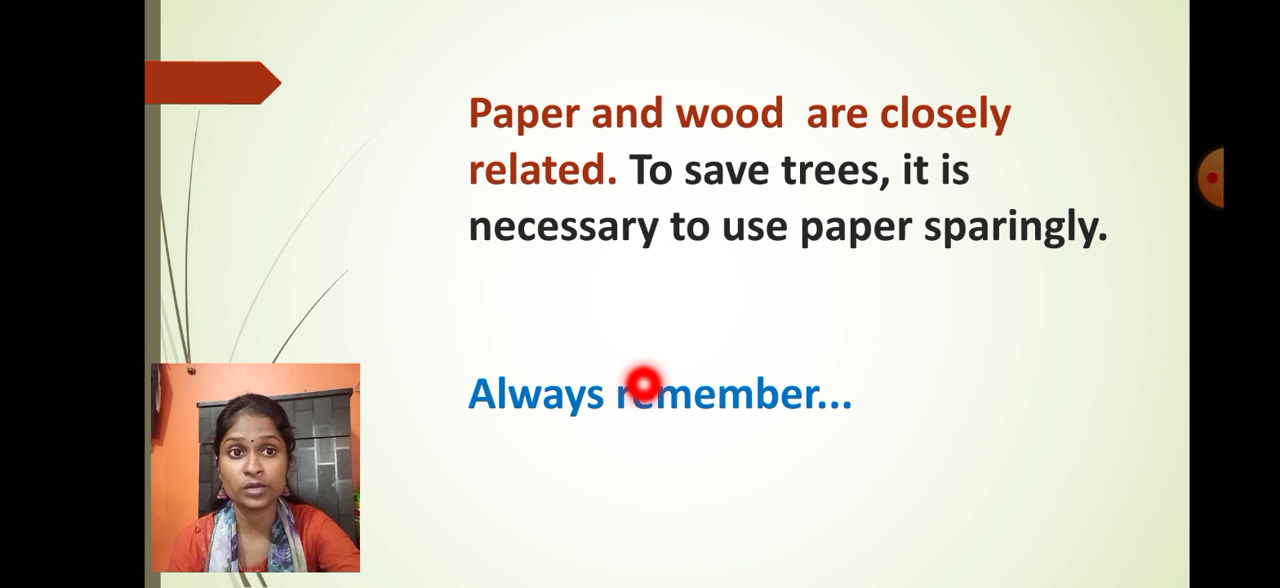 Paper and wood are closely
related. To save trees, it is
necessary to use paper sparingly.
Always remember...